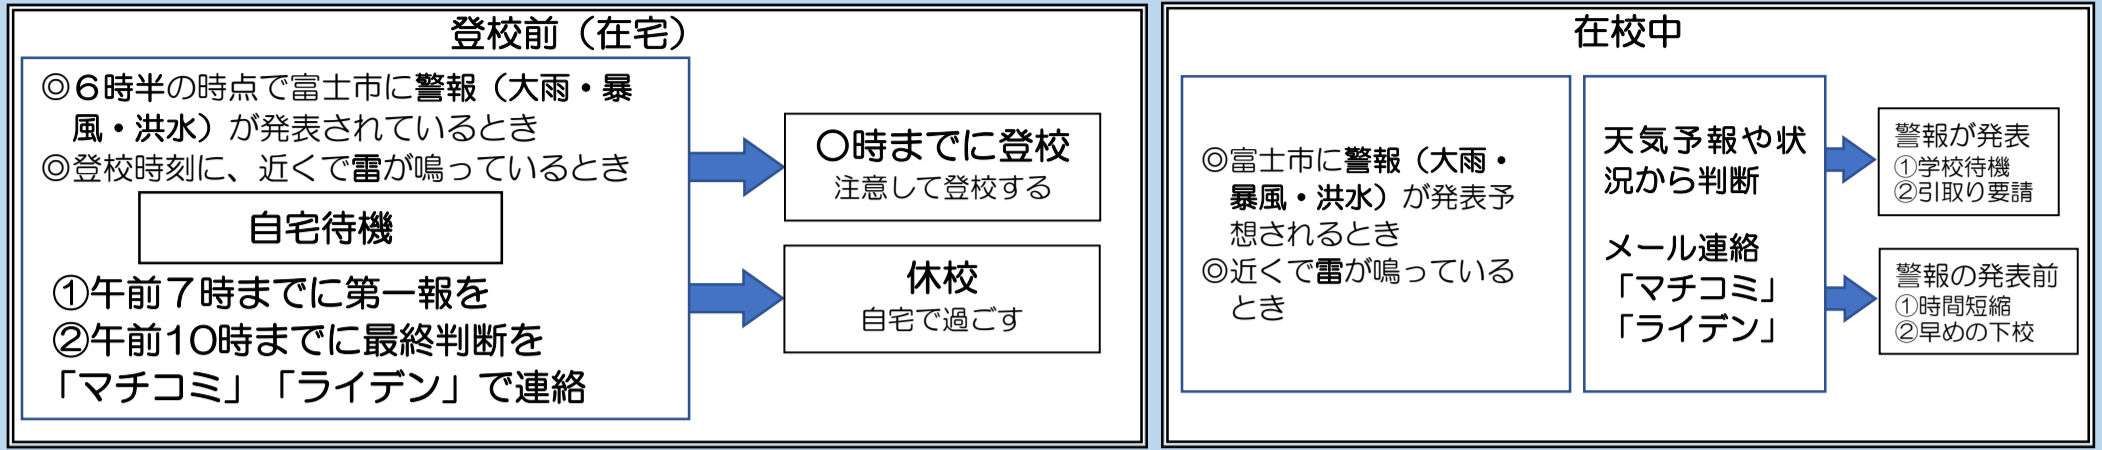 登校前（在宅）
◎６時半の時点で富士市に警報（大雨・暴
風・洪水）が発表されているとき
◎登校時刻に、近くで雷が鳴っているとき
自宅待機
①午前７時までに第一報を
②午前10時までに最終判断を
「マチコミ」「ライデン」で連絡
〇時までに登校
注意して登校する
休校
自宅で過ごす
在校中
◎富士市に警報（大雨・
暴風・洪水）が発表予
想されるとき
◎近くで雷が鳴っている
とき
天気予報や状
況から判断
メール連絡
「マチコミ」
「ライデン」
警報が発表
①学校待機
②引取り要請
警報の発表前
①時間短縮
②早めの下校